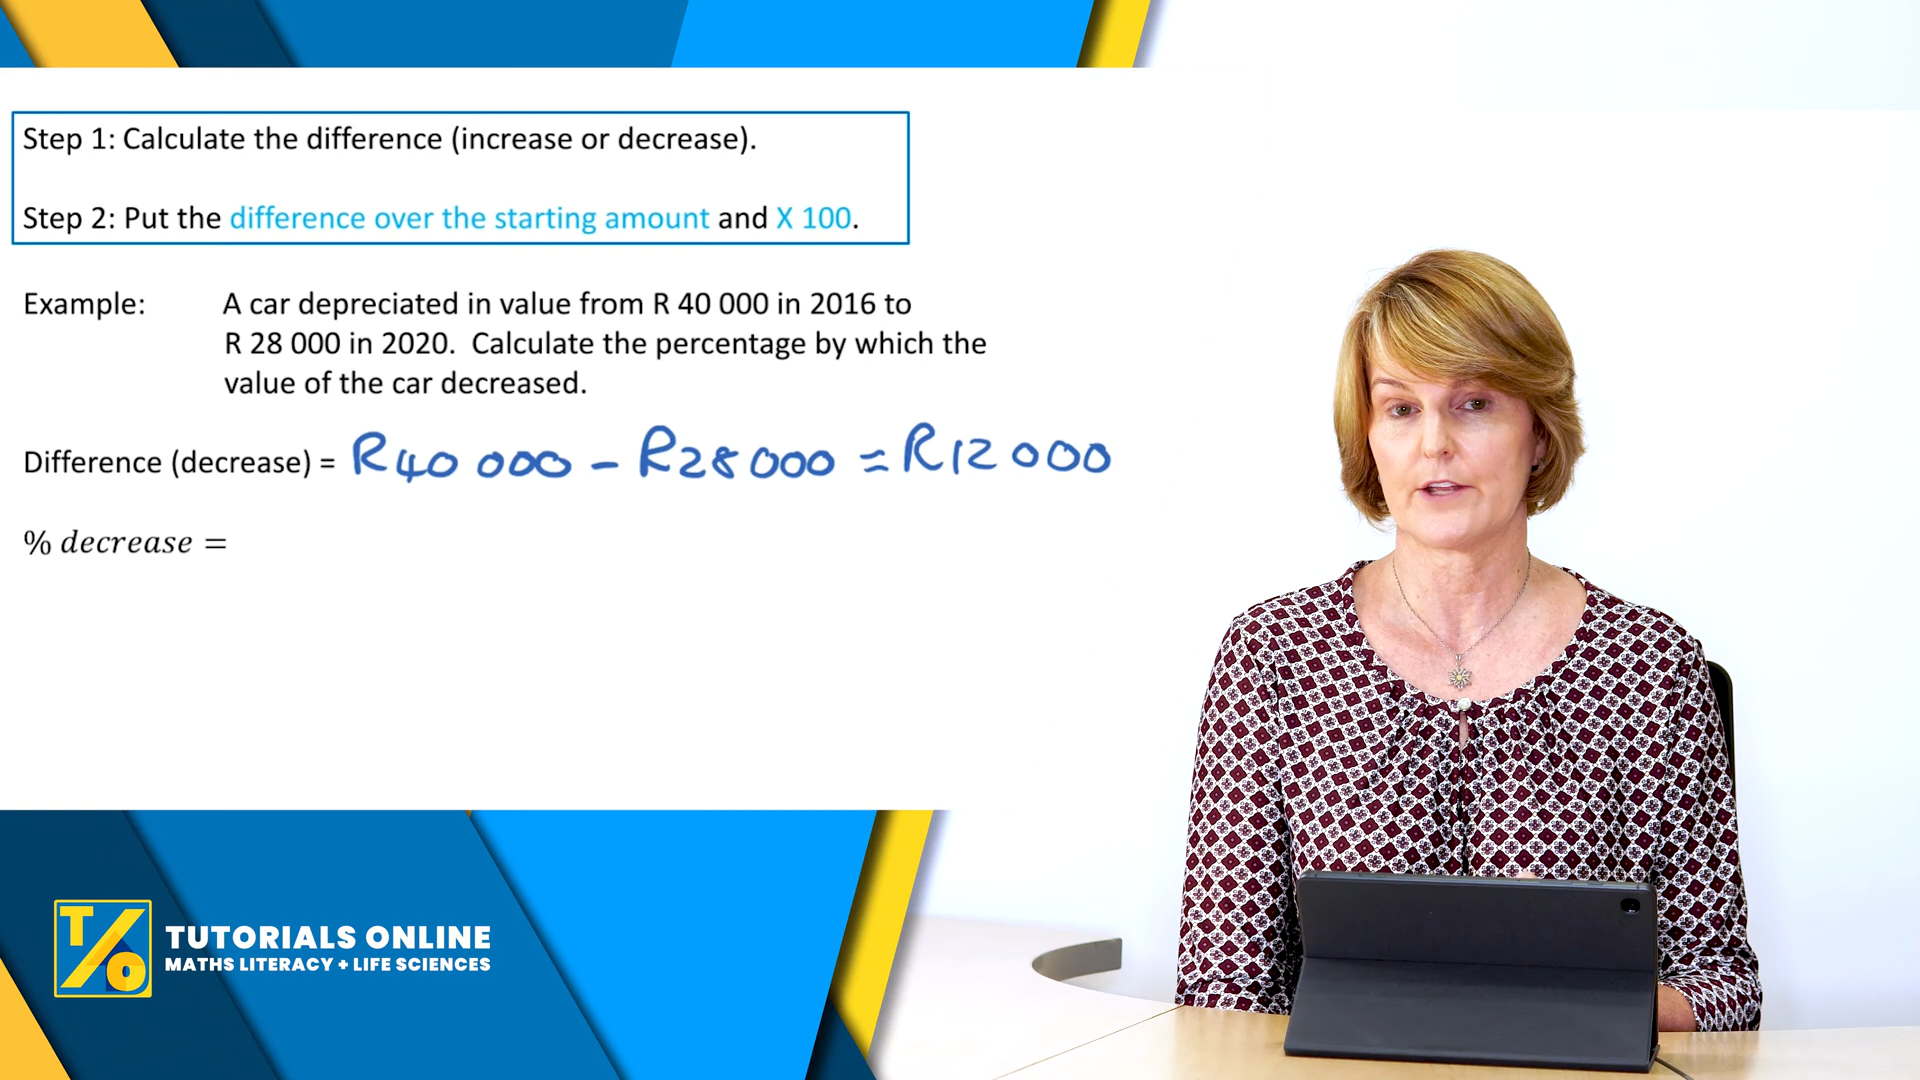 Step 1: Calculate the difference (increase or decrease).
Step 2: Put the difference over the starting amount and X 100.
Example: A car depreciated in value from R 40 000 in 2016 to
R 28 000 in 2020. Calculate the percentage by which the
value of the car decreased.
Difference (decrease) = R40 000 - R28 000 = R12 000
% decrease =
T/o
TUTORIALS ONLINE
MATHS LITERACY + LIFE SCIENCES